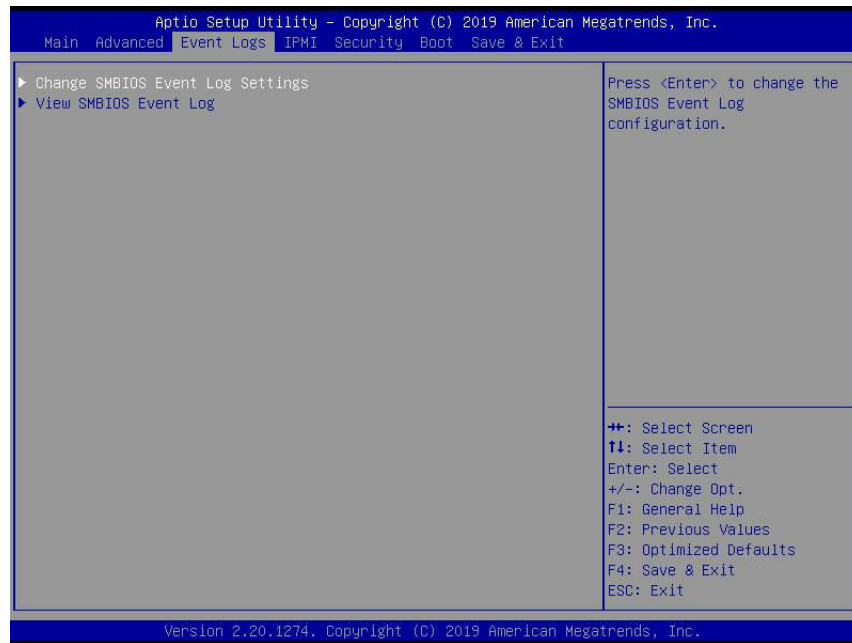 Aptio Setup Utility – Copyright (C) 2019 American Megatrends, Inc.
Main Advanced Event Logs IPMI Security Boot Save & Exit
▶ Change SMBIOS Event Log Settings
▶ View SMBIOS Event Log
Press <Enter> to change the
SMBIOS Event Log
configuration.
→←: Select Screen
↑↓: Select Item
Enter: Select
+/-: Change Opt.
F1: General Help
F2: Previous Values
F3: Optimized Defaults
F4: Save & Exit
ESC: Exit
Version 2.20.1274. Copyright (C) 2019 American Megatrends, Inc.